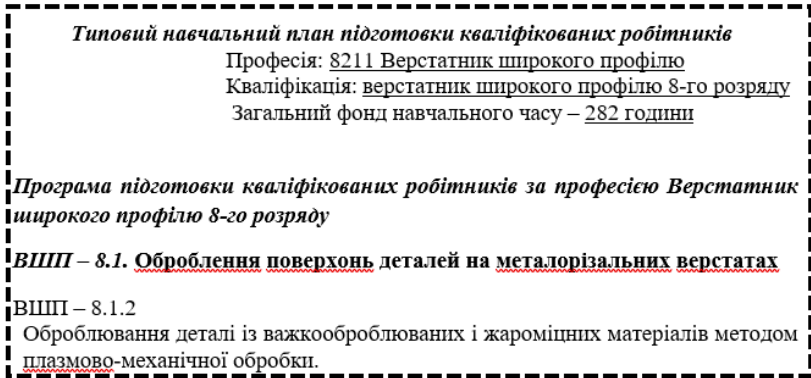 Типовий навчальний план підготовки кваліфікованих робітників
Професія: 8211 Верстатник широкого профілю
Кваліфікація: верстатник широкого профілю 8-го розряду
Загальний фонд навчального часу – 282 години
Програма підготовки кваліфікованих робітників за професією Верстатник
широкого профілю 8-го розряду
ВШП – 8.1. Оброблення поверхонь деталей на металорізальних верстатах
ВШП – 8.1.2
Оброблювання деталі із важкооброблюваних і жароміцних матеріалів методом
плазмово-механічної обробки.